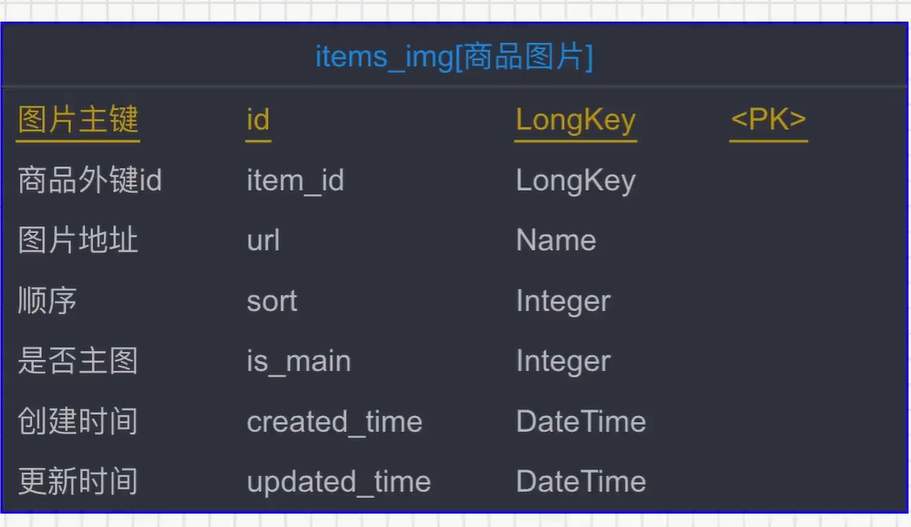 items_img[商品图片]
图片主键 id LongKey <PK>
商品外键id item_id LongKey
图片地址 url Name
顺序 sort Integer
是否主图 is_main Integer
创建时间 created_time DateTime
更新时间 updated_time DateTime